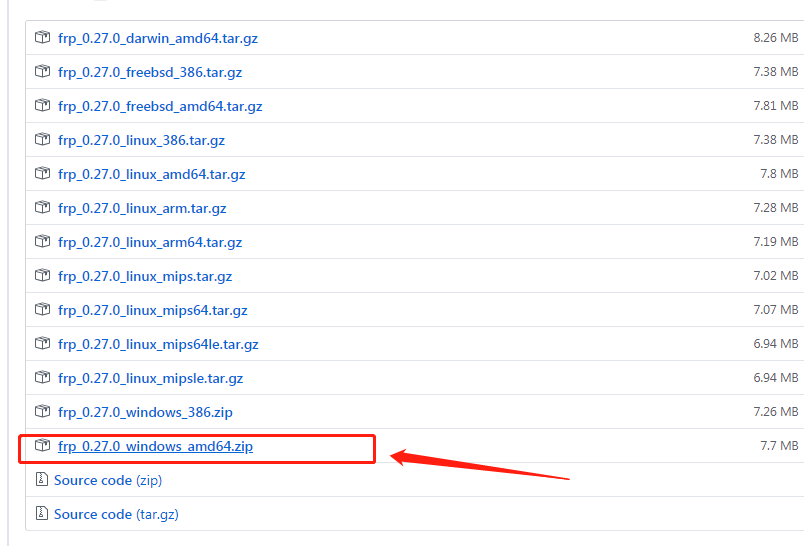 frp_0.27.0_darwin_amd64.tar.gz 8.26 MB
frp_0.27.0_freebsd_386.tar.gz 7.38 MB
frp_0.27.0_freebsd_amd64.tar.gz 7.81 MB
frp_0.27.0_linux_386.tar.gz 7.38 MB
frp_0.27.0_linux_amd64.tar.gz 7.8 MB
frp_0.27.0_linux_arm.tar.gz 7.28 MB
frp_0.27.0_linux_arm64.tar.gz 7.19 MB
frp_0.27.0_linux_mips.tar.gz 7.02 MB
frp_0.27.0_linux_mips64.tar.gz 7.07 MB
frp_0.27.0_linux_mips64le.tar.gz 6.94 MB
frp_0.27.0_linux_mipsle.tar.gz 6.94 MB
frp_0.27.0_windows_386.zip 7.26 MB
frp_0.27.0_windows_amd64.zip 7.7 MB
Source code (zip)
Source code (tar.gz)